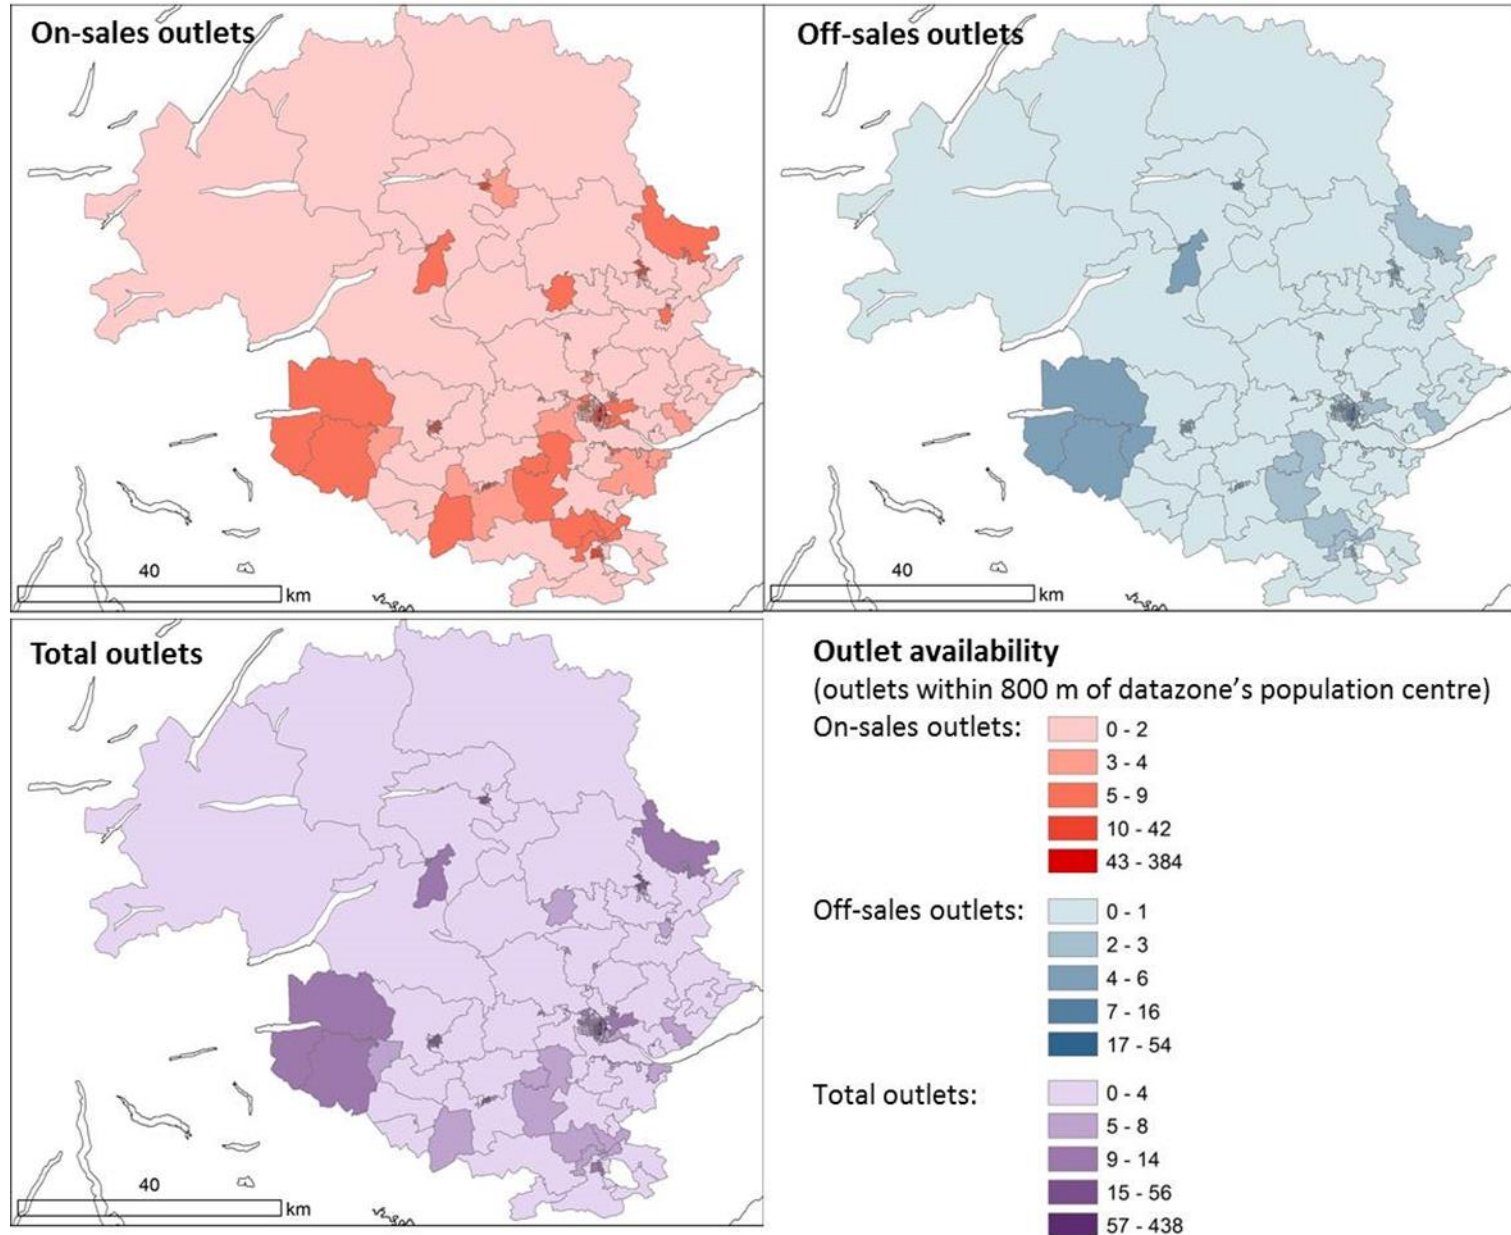 On-sales outlets
Off-sales outlets
40
km
40
km
Total outlets
40
km
Outlet availability
(outlets within 800 m of datazone's population centre)
On-sales outlets:
0 - 2
3 - 4
5 - 9
10 - 42
43 - 384
Off-sales outlets:
0 - 1
2 - 3
4 - 6
7 - 16
17 - 54
Total outlets:
0 - 4
5 - 8
9 - 14
15 - 56
57 - 438